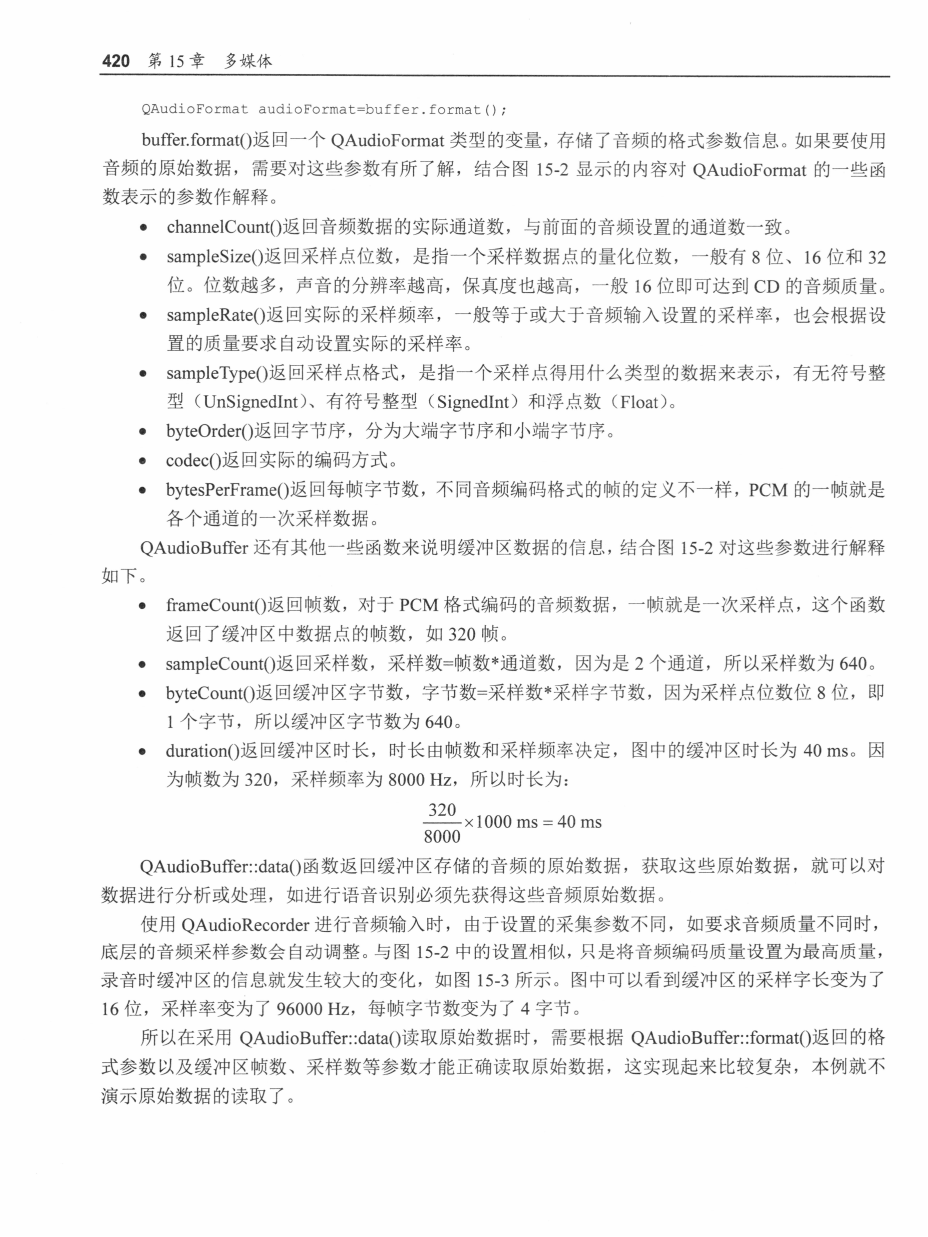 420 第 15 章 多媒体
QAudioFormat audioFormat=buffer.format();
buffer.format()返回一个 QAudioFormat 类型的变量，存储了音频的格式参数信息。如果要使用
音频的原始数据，需要对这些参数有所了解，结合图 15-2 显示的内容对 QAudioFormat 的一些函
数表示的参数作解释。
● channelCount()返回音频数据的实际通道数，与前面的音频设置的通道数一致。
● sampleSize()返回采样点位数，是指一个采样数据点的量化位数，一般有 8 位、16 位和 32
位。位数越多，声音的分辨率越高，保真度也越高，一般 16 位即可达到 CD 的音频质量。
● sampleRate()返回实际的采样频率，一般等于或大于音频输入设置的采样率，也会根据设
置的质量要求自动设置实际的采样率。
● sampleType()返回采样点格式，是指一个采样点得用什么类型的数据来表示，有无符号整
型（UnSignedInt）、有符号整型（SignedInt）和浮点数（Float）。
● byteOrder()返回字节序，分为大端字节序和小端字节序。
● codec()返回实际的编码方式。
● bytesPerFrame()返回每帧字节数，不同音频编码格式的帧的定义不一样，PCM 的一帧就是
各个通道的一次采样数据。
QAudioBuffer 还有其他一些函数来说明缓冲区数据的信息，结合图 15-2 对这些参数进行解释
如下。
● frameCount()返回帧数，对于 PCM 格式编码的音频数据，一帧就是一次采样点，这个函数
返回了缓冲区中数据点的帧数，如 320 帧。
● sampleCount()返回采样数，采样数=帧数*通道数，因为是 2 个通道，所以采样数为 640。
● byteCount()返回缓冲区字节数，字节数=采样数*采样字节数，因为采样点位数位 8 位，即
1 个字节，所以缓冲区字节数为 640。
● duration()返回缓冲区时长，时长由帧数和采样频率决定，图中的缓冲区时长为 40 ms。因
为帧数为 320，采样频率为 8000 Hz，所以时长为：
320/8000×1000 ms = 40 ms
QAudioBuffer::data()函数返回缓冲区存储的音频的原始数据，获取这些原始数据，就可以对
数据进行分析或处理，如进行语音识别必须先获得这些音频原始数据。
使用 QAudioRecorder 进行音频输入时，由于设置的采集参数不同，如要求音频质量不同时，
底层的音频采样参数会自动调整。与图 15-2 中的设置相似，只是将音频编码质量设置为最高质量，
录音时缓冲区的信息就发生较大的变化，如图 15-3 所示。图中可以看到缓冲区的采样字长变为了
16 位，采样率变为了 96000 Hz，每帧字节数变为了 4 字节。
所以在采用 QAudioBuffer::data()读取原始数据时，需要根据 QAudioBuffer::format()返回的格
式参数以及缓冲区帧数、采样数等参数才能正确读取原始数据，这实现起来比较复杂，本例就不
演示原始数据的读取了。